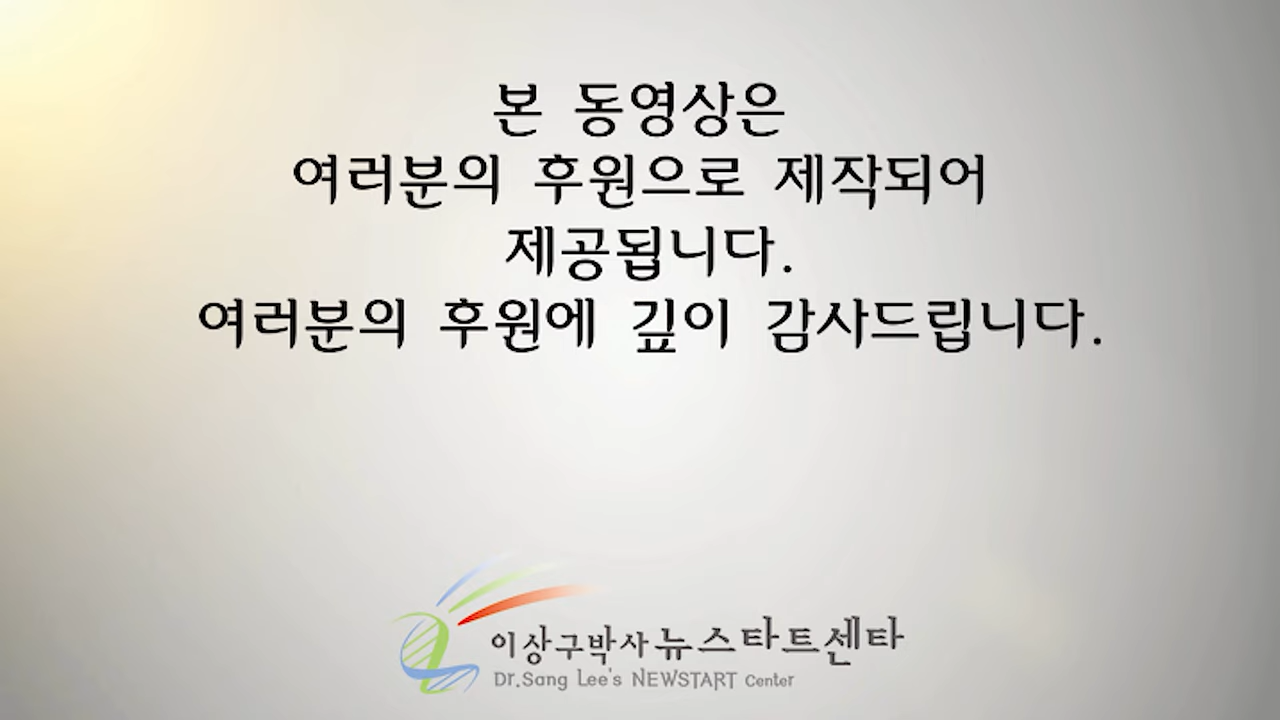 본 동영상은
여러분의 후원으로 제작되어
제공됩니다.
여러분의 후원에 깊이 감사드립니다.
이상구박사뉴스타트센타
Dr.Sang Lee's NEWSTART Center